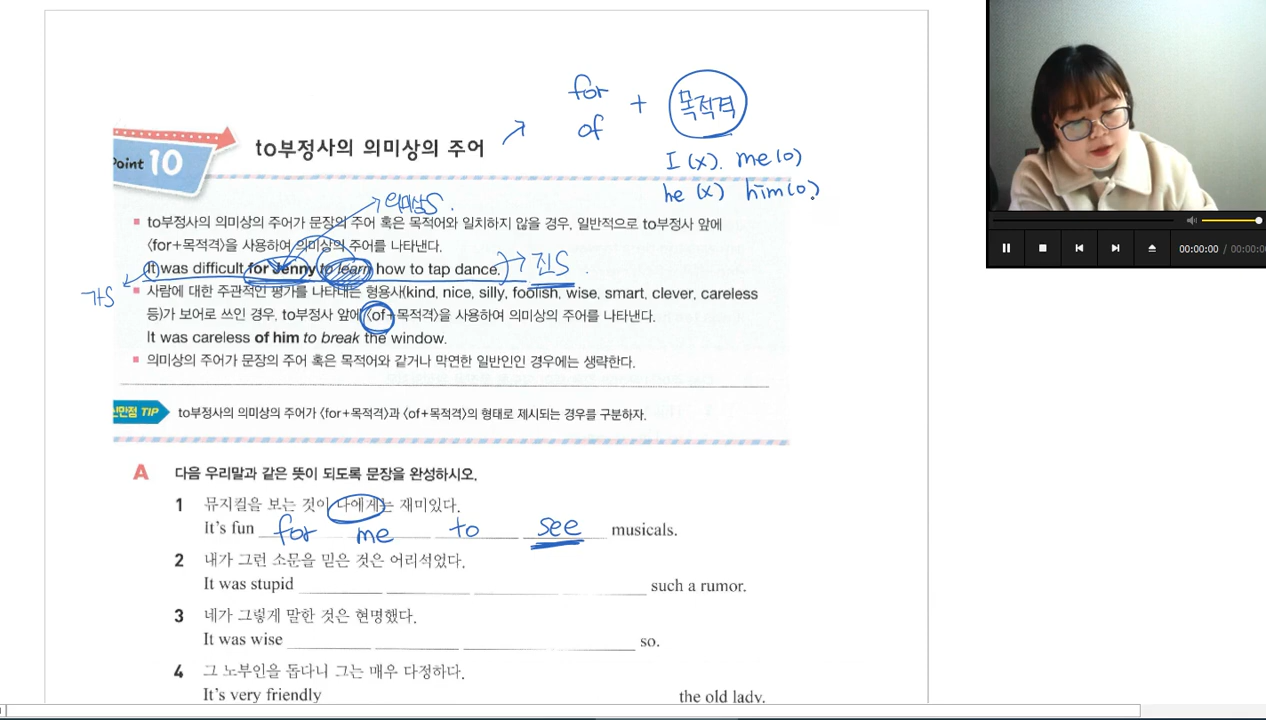 for
of
+ 목적격
I (x). me (o)
he (x) him (o)
Point 10
to부정사의 의미상의 주어
의미상S.
to부정사의 의미상의 주어가 문장의 주어 혹은 목적어와 일치하지 않을 경우, 일반적으로 to부정사 앞에
〈for+목적격〉을 사용하여 의미상의 주어를 나타낸다.
It was difficult for Jenny to learn how to tap dance. 진S
가S
사람에 대한 주관적인 평가를 나타내는 형용사(kind, nice, silly, foolish, wise, smart, clever, careless
등)가 보어로 쓰인 경우, to부정사 앞에 〈of+목적격〉을 사용하여 의미상의 주어를 나타낸다.
It was careless of him to break the window.
의미상의 주어가 문장의 주어 혹은 목적어와 같거나 막연한 일반인인 경우에는 생략한다.
TIP to부정사의 의미상의 주어가 〈for+목적격〉과 〈of+목적격〉의 형태로 제시되는 경우를 구분하자.
A 다음 우리말과 같은 뜻이 되도록 문장을 완성하시오.
1 뮤지컬을 보는 것이 나에게는 재미있다.
It's fun for me to see musicals.
2 내가 그런 소문을 믿은 것은 어리석었다.
It was stupid such a rumor.
3 네가 그렇게 말한 것은 현명했다.
It was wise so.
4 그 노부인을 돕다니 그는 매우 다정하다.
It's very friendly the old lady.
00:00:00 / 00:00:00